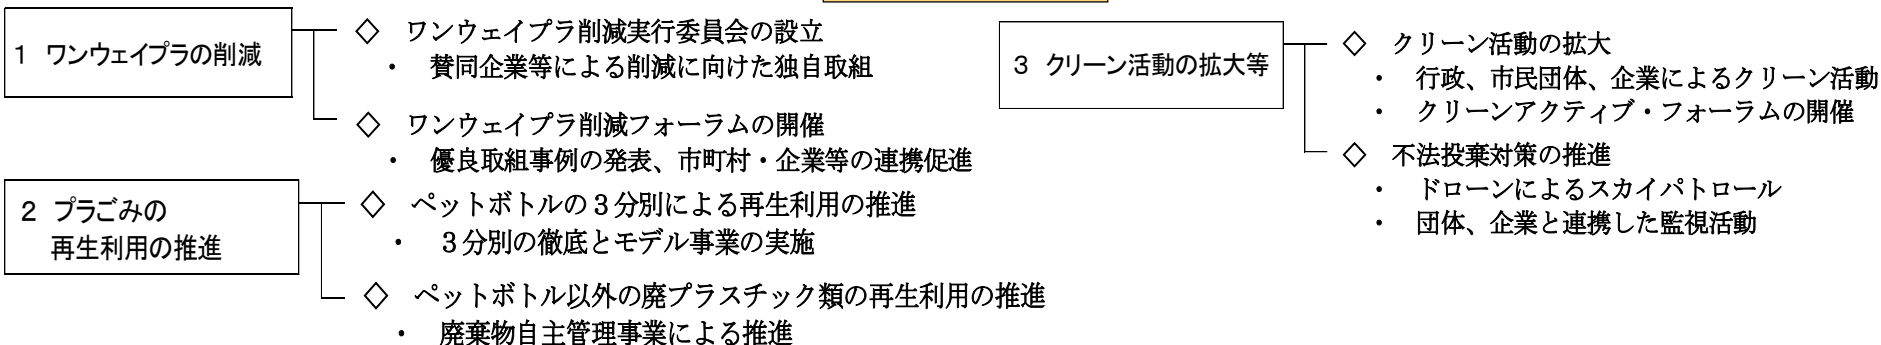 1 ワンウェイプラの削減
◇ ワンウェイプラ削減実行委員会の設立
・ 賛同企業等による削減に向けた独自取組
◇ ワンウェイプラ削減フォーラムの開催
・ 優良取組事例の発表、市町村・企業等の連携促進
2 プラごみの
再生利用の推進
◇ ペットボトルの3分別による再生利用の推進
・ 3分別の徹底とモデル事業の実施
◇ ペットボトル以外の廃プラスチック類の再生利用の推進
・ 廃棄物自主管理事業による推進
3 クリーン活動の拡大等
◇ クリーン活動の拡大
・ 行政、市民団体、企業によるクリーン活動
・ クリーンアクティブ・フォーラムの開催
◇ 不法投棄対策の推進
・ ドローンによるスカイパトロール
・ 団体、企業と連携した監視活動